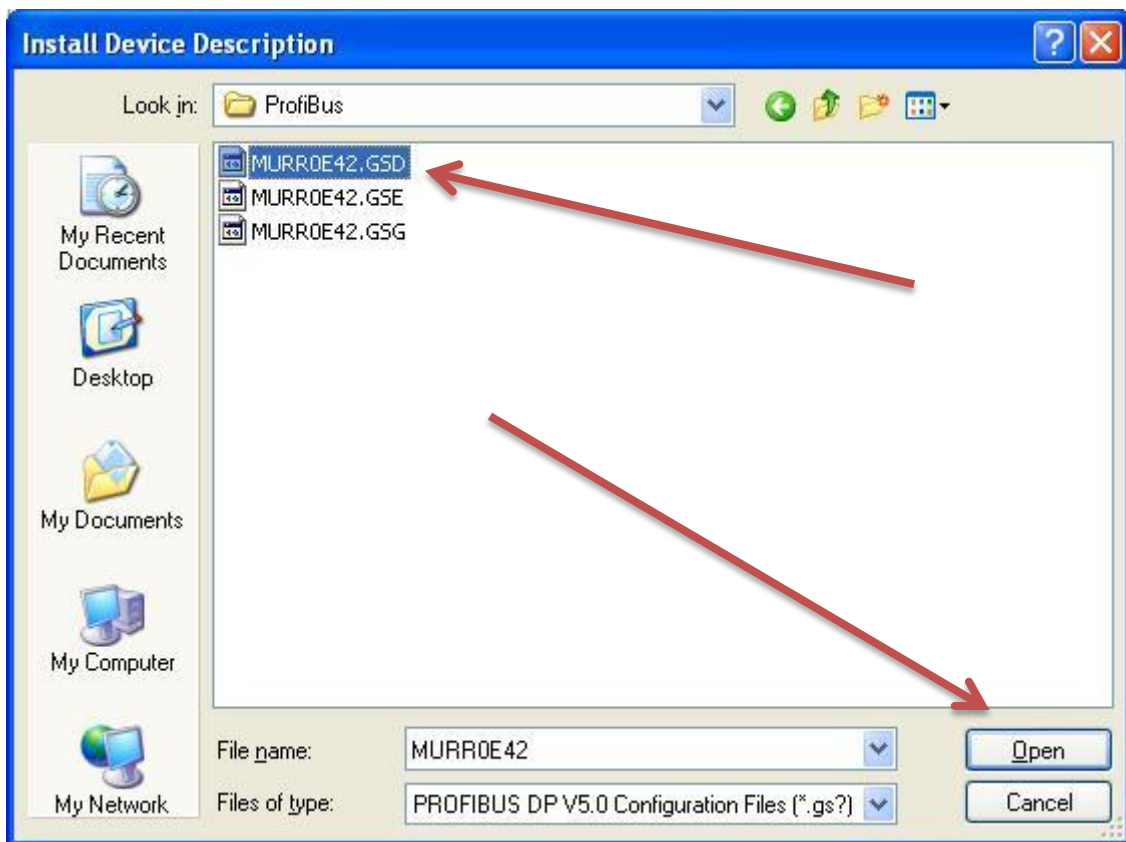 Install Device Description
Look in: ProfiBus
MURR0E42.GSD
MURR0E42.GSE
MURR0E42.GSG
My Recent
Documents
Desktop
My Documents
My Computer
My Network
File name: MURR0E42 Open
Files of type: PROFIBUS DP V5.0 Configuration Files (*.gs?) Cancel